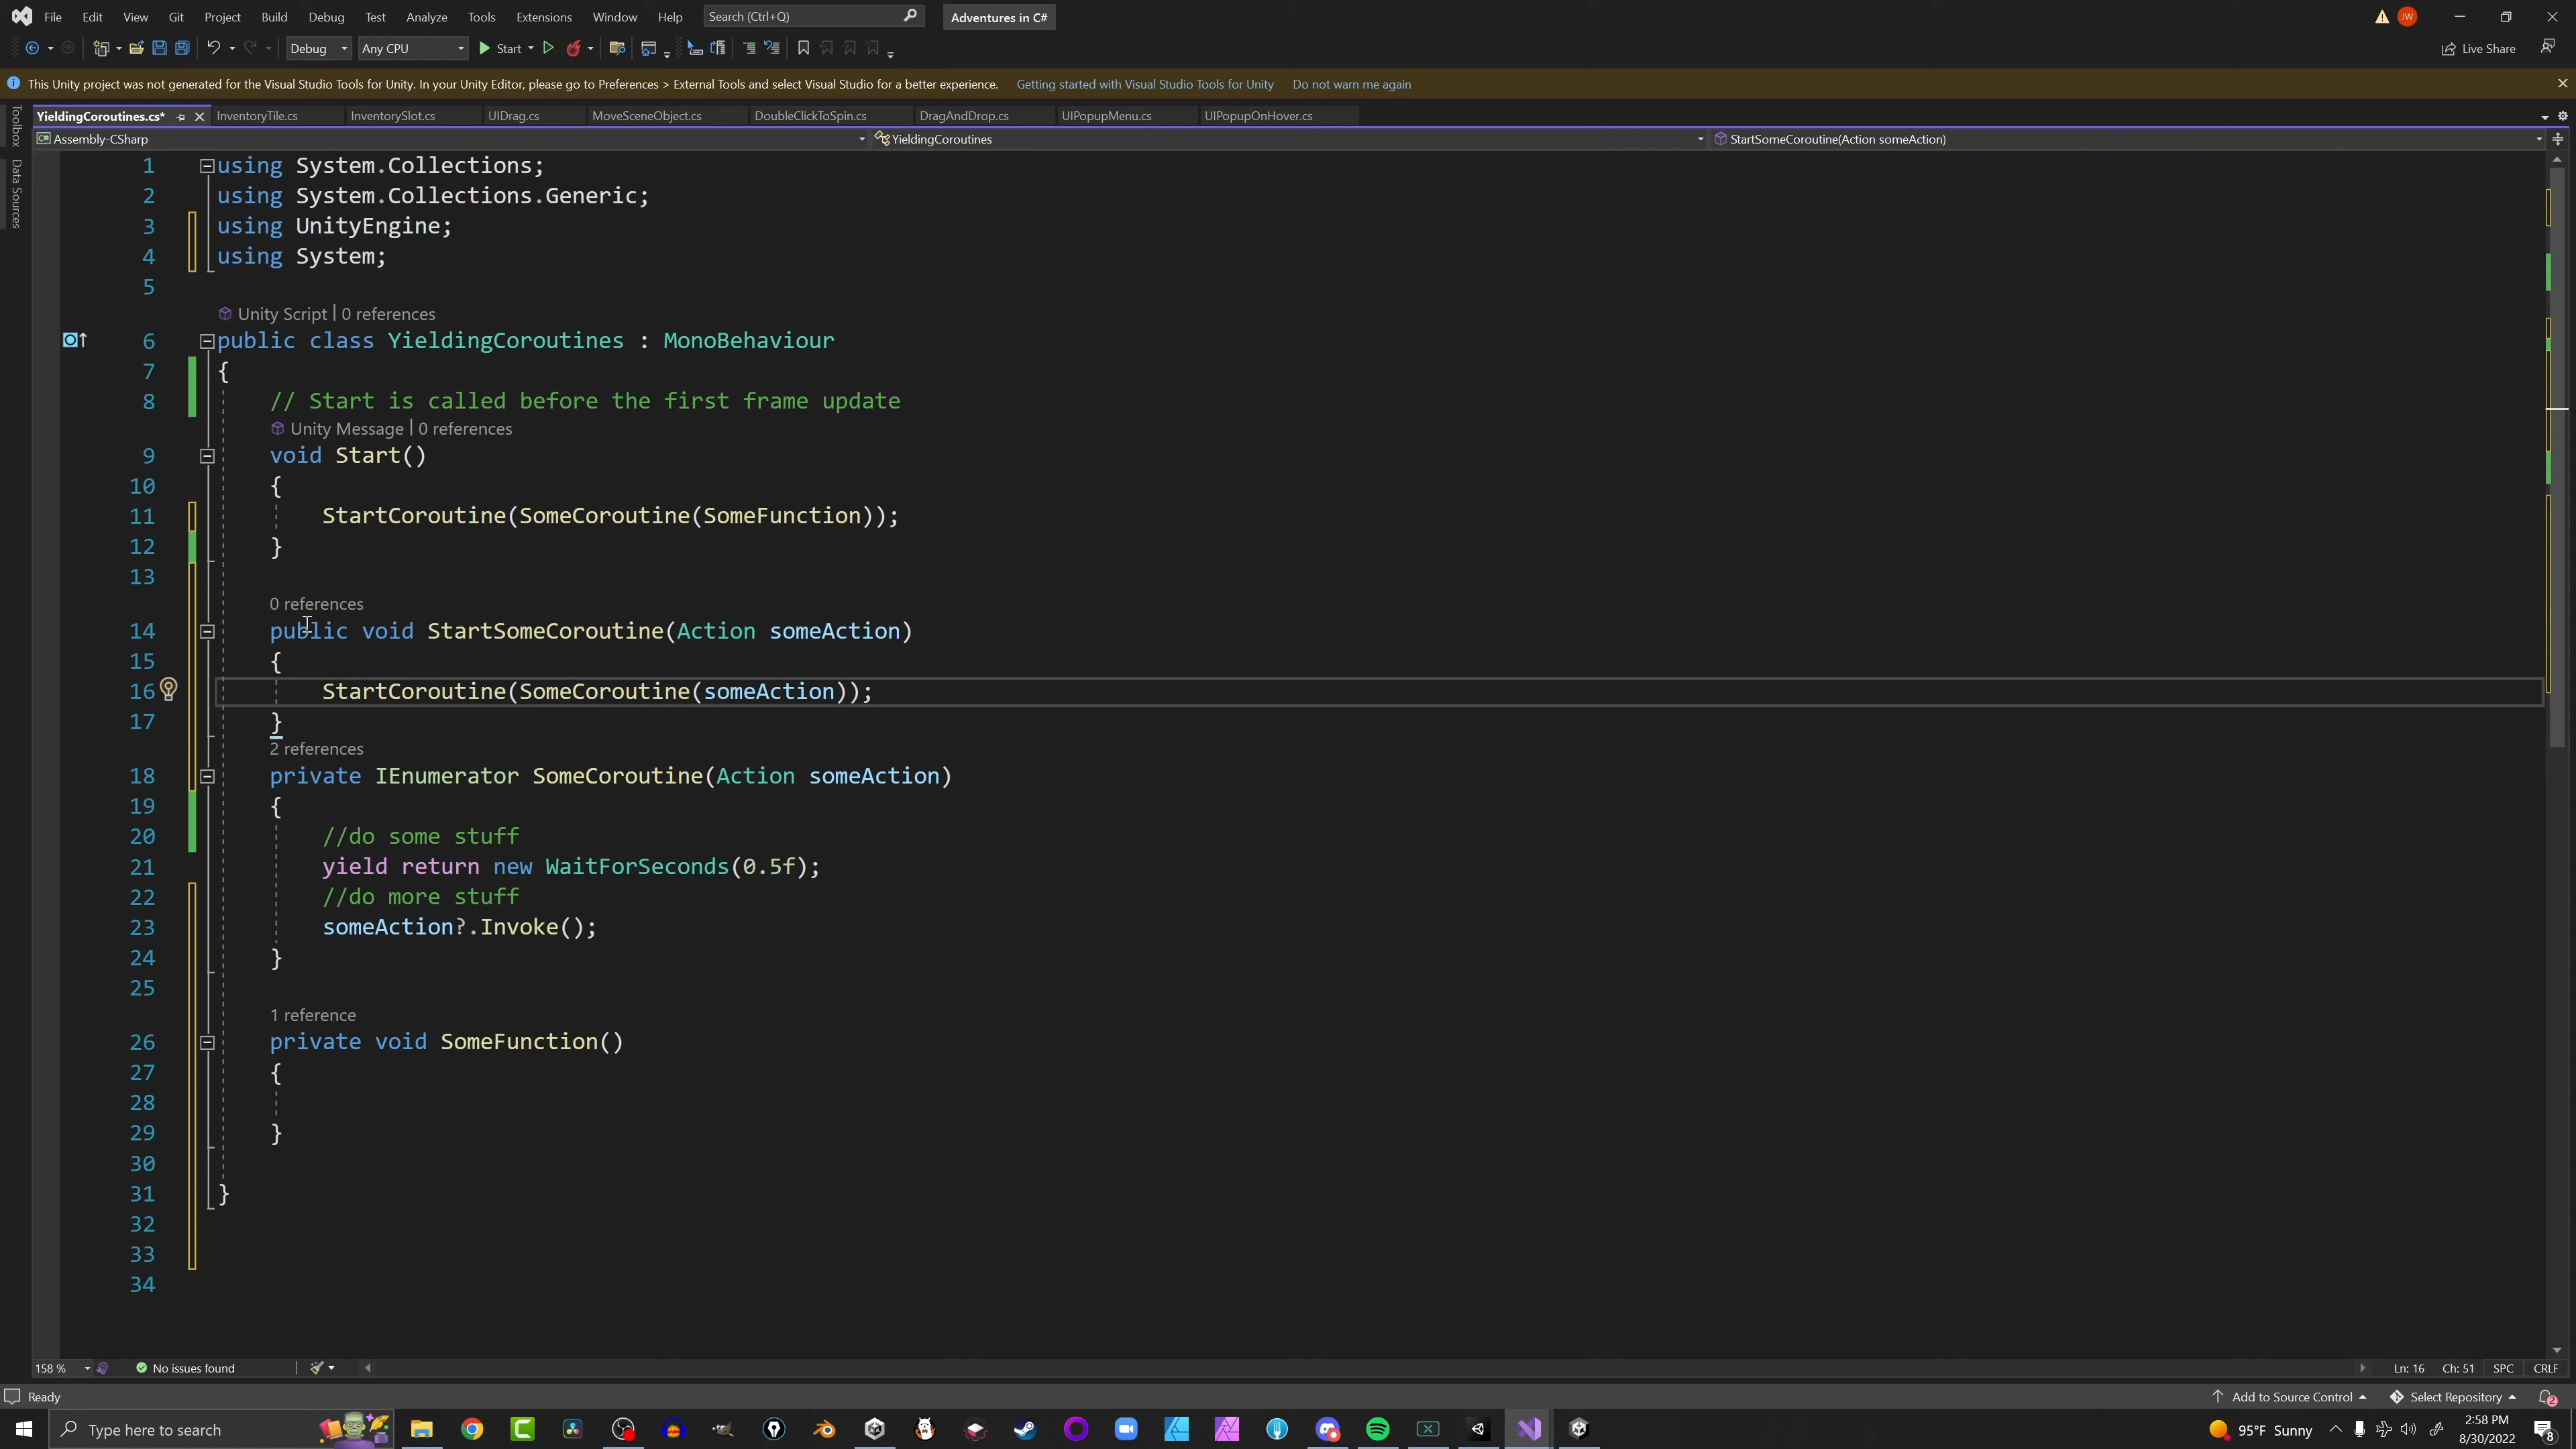 File Edit View Git Project Build Debug Test Analyze Tools Extensions Window Help Search (Ctrl+Q) Adventures in C# JW
Debug Any CPU Start Live Share
This Unity project was not generated for the Visual Studio Tools for Unity. In your Unity Editor, please go to Preferences > External Tools and select Visual Studio for a better experience. Getting started with Visual Studio Tools for Unity Do not warn me again
Toolbox
Data Sources
YieldingCoroutines.cs* InventoryTile.cs InventorySlot.cs UIDrag.cs MoveSceneObject.cs DoubleClickToSpin.cs DragAndDrop.cs UIPopupMenu.cs UIPopupOnHover.cs
C# Assembly-CSharp YieldingCoroutines StartSomeCoroutine(Action someAction)
1 using System.Collections;
2 using System.Collections.Generic;
3 using UnityEngine;
4 using System;
5
Unity Script | 0 references
6 public class YieldingCoroutines : MonoBehaviour
7 {
8 // Start is called before the first frame update
Unity Message | 0 references
9 void Start()
10 {
11 StartCoroutine(SomeCoroutine(SomeFunction));
12 }
13
0 references
14 public void StartSomeCoroutine(Action someAction)
15 {
16 StartCoroutine(SomeCoroutine(someAction));
17 }
2 references
18 private IEnumerator SomeCoroutine(Action someAction)
19 {
20 //do some stuff
21 yield return new WaitForSeconds(0.5f);
22 //do more stuff
23 someAction?.Invoke();
24 }
25
1 reference
26 private void SomeFunction()
27 {
28
29 }
30
31 }
32
33
34
158 % No issues found Ln: 16 Ch: 51 SPC CRLF
Ready Add to Source Control Select Repository 2
Type here to search 95°F Sunny 2:58 PM
8/30/2022 8